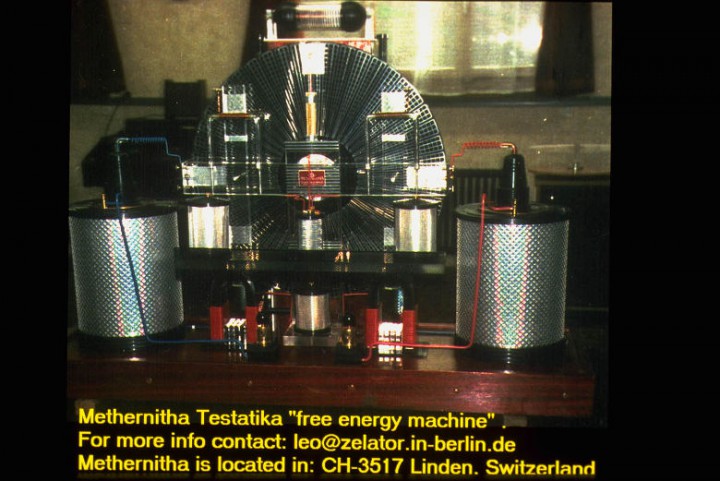 Methernitha Testatika "free energy machine" .
For more info contact: leo@zelator.in-berlin.de
Methernitha is located in: CH-3517 Linden. Switzerland